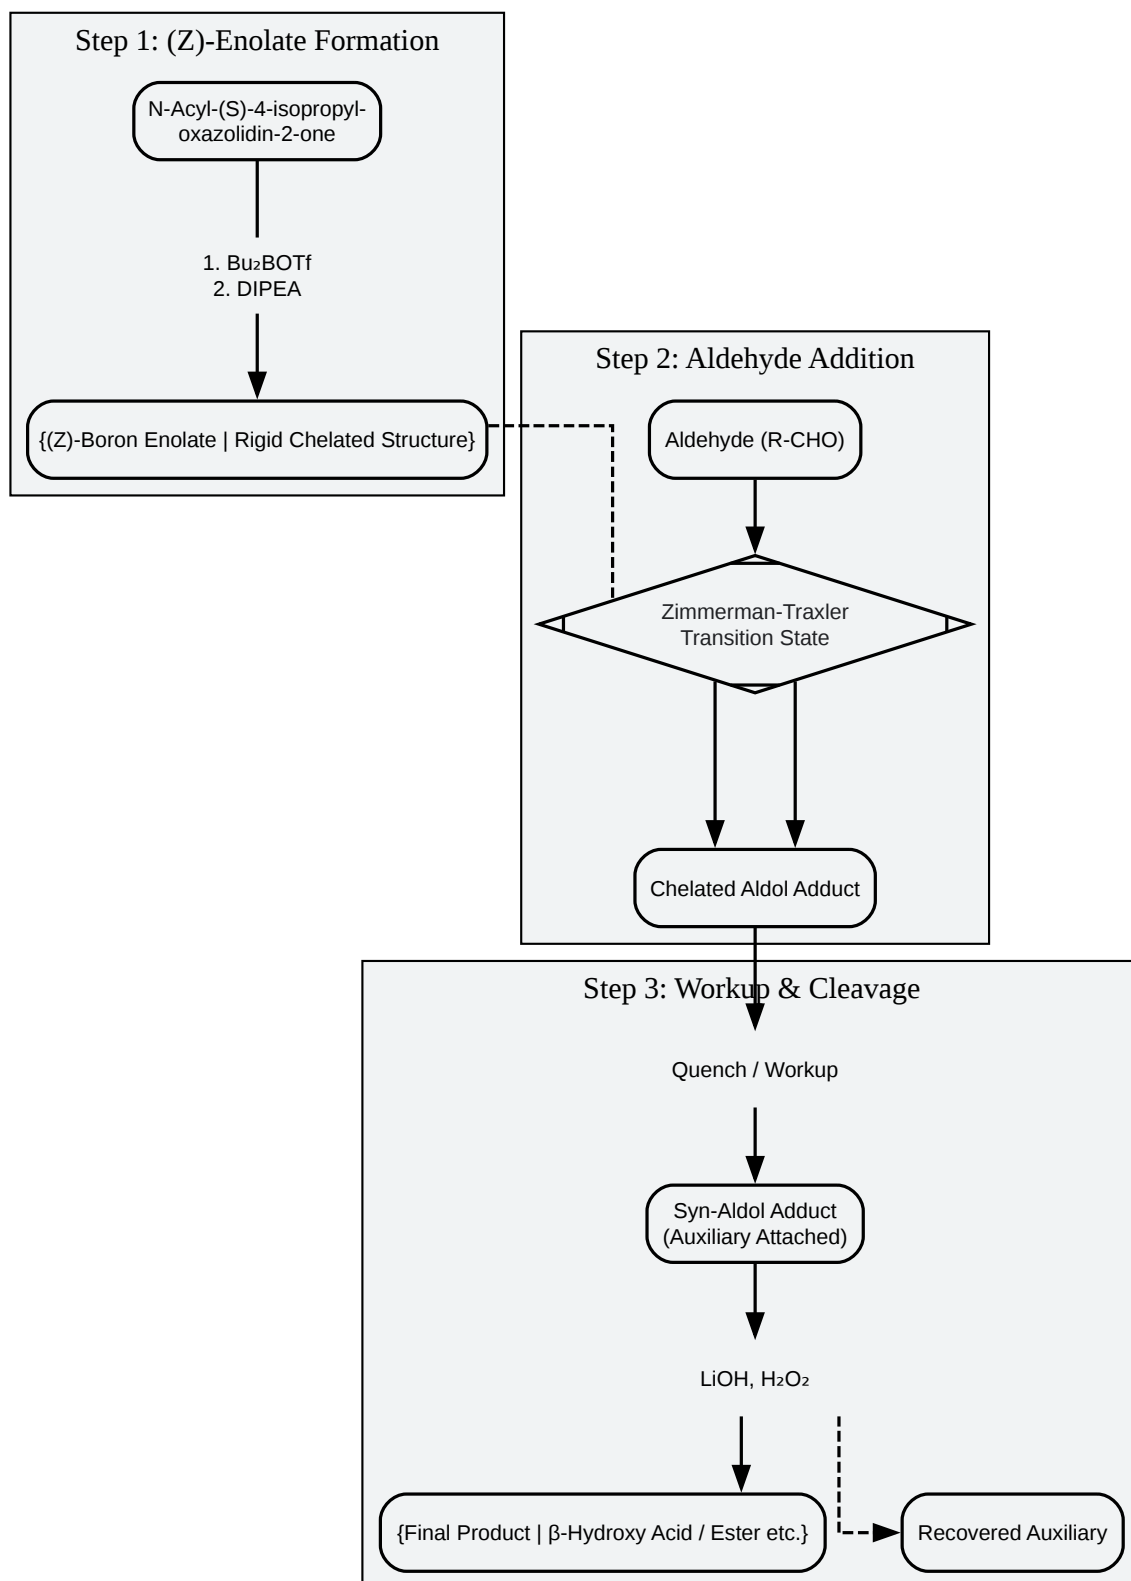 Step 1: (Z)-Enolate Formation
N-Acyl-(S)-4-isopropyl-
oxazolidin-2-one
1. Bu₂BOTf
2. DIPEA
{(Z)-Boron Enolate | Rigid Chelated Structure}
Step 2: Aldehyde Addition
Aldehyde (R-CHO)
Zimmerman-Traxler
Transition State
Chelated Aldol Adduct
Step 3: Workup & Cleavage
Quench / Workup
Syn-Aldol Adduct
(Auxiliary Attached)
LiOH, H₂O₂
{Final Product | β-Hydroxy Acid / Ester etc.}
Recovered Auxiliary